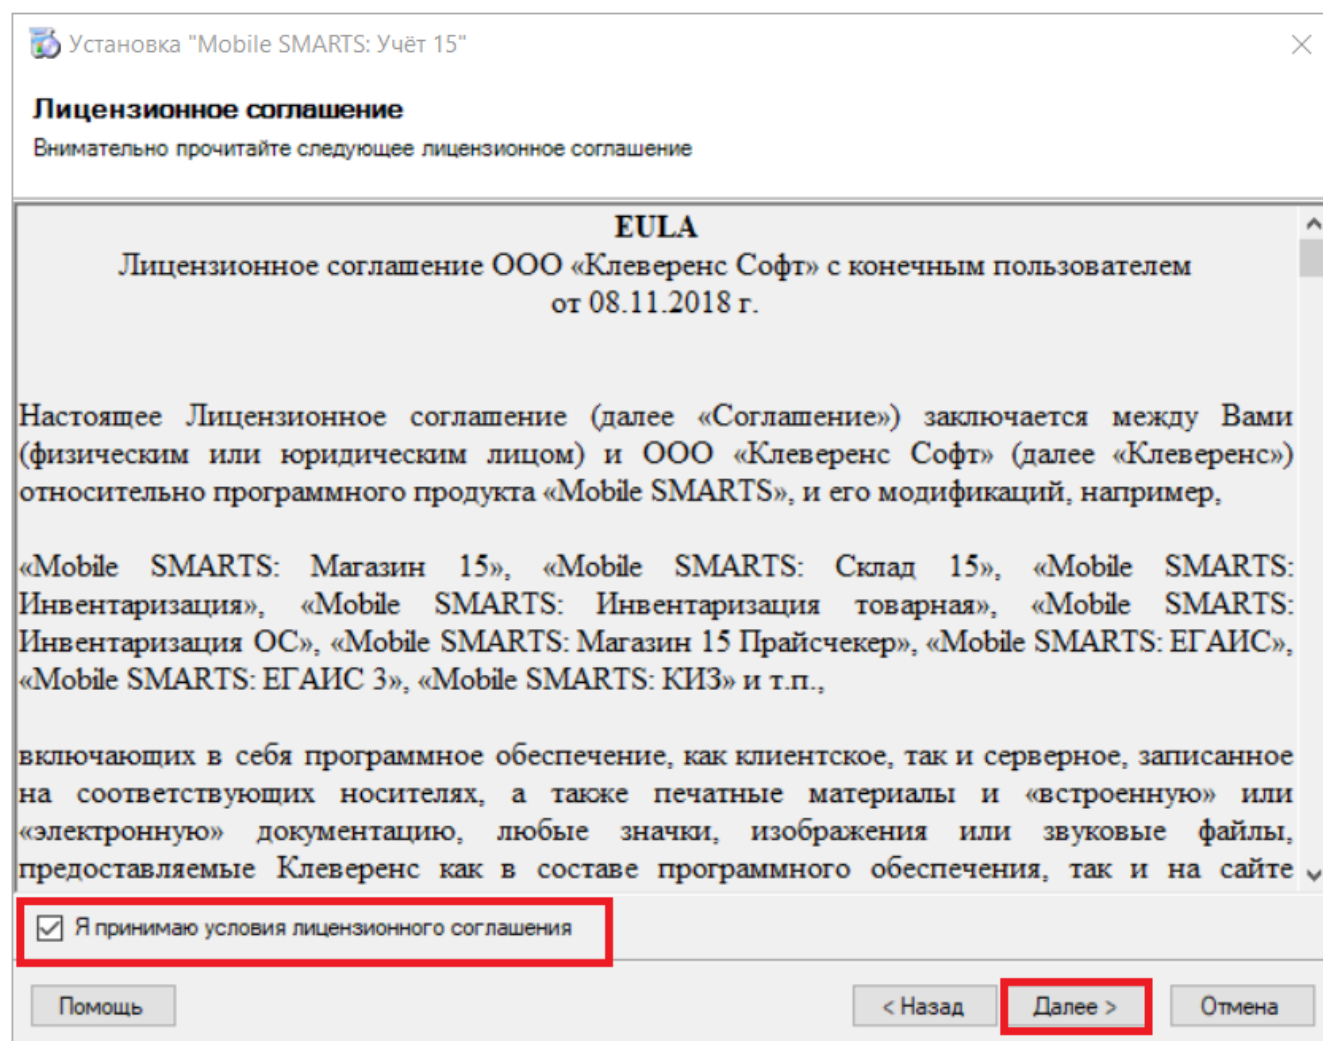 Установка "Mobile SMARTS: Учёт 15"
Лицензионное соглашение
Внимательно прочитайте следующее лицензионное соглашение
EULA
Лицензионное соглашение ООО «Клеверенс Софт» с конечным пользователем
от 08.11.2018 г.
Настоящее Лицензионное соглашение (далее «Соглашение») заключается между Вами
(физическим или юридическим лицом) и ООО «Клеверенс Софт» (далее «Клеверенс»)
относительно программного продукта «Mobile SMARTS», и его модификаций, например,
«Mobile SMARTS: Магазин 15», «Mobile SMARTS: Склад 15», «Mobile SMARTS:
Инвентаризация», «Mobile SMARTS: Инвентаризация товарная», «Mobile SMARTS:
Инвентаризация ОС», «Mobile SMARTS: Магазин 15 Прайсчекер», «Mobile SMARTS: ЕГАИС»,
«Mobile SMARTS: ЕГАИС 3», «Mobile SMARTS: КИЗ» и т.п.,
включающих в себя программное обеспечение, как клиентское, так и серверное, записанное
на соответствующих носителях, а также печатные материалы и «встроенную» или
«электронную» документацию, любые значки, изображения или звуковые файлы,
предоставляемые Клеверенс как в составе программного обеспечения, так и на сайте
Я принимаю условия лицензионного соглашения
Помощь
< Назад
Далее >
Отмена